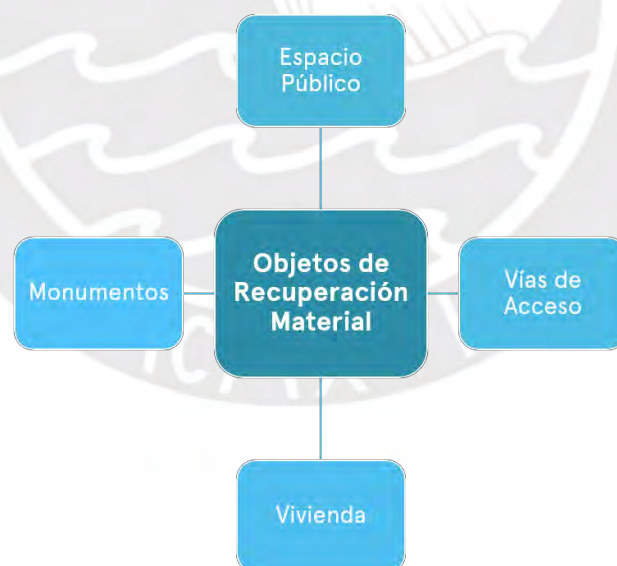 Espacio
Público
Monumentos
Objetos de
Recuperación
Material
Vías de
Acceso
Vivienda